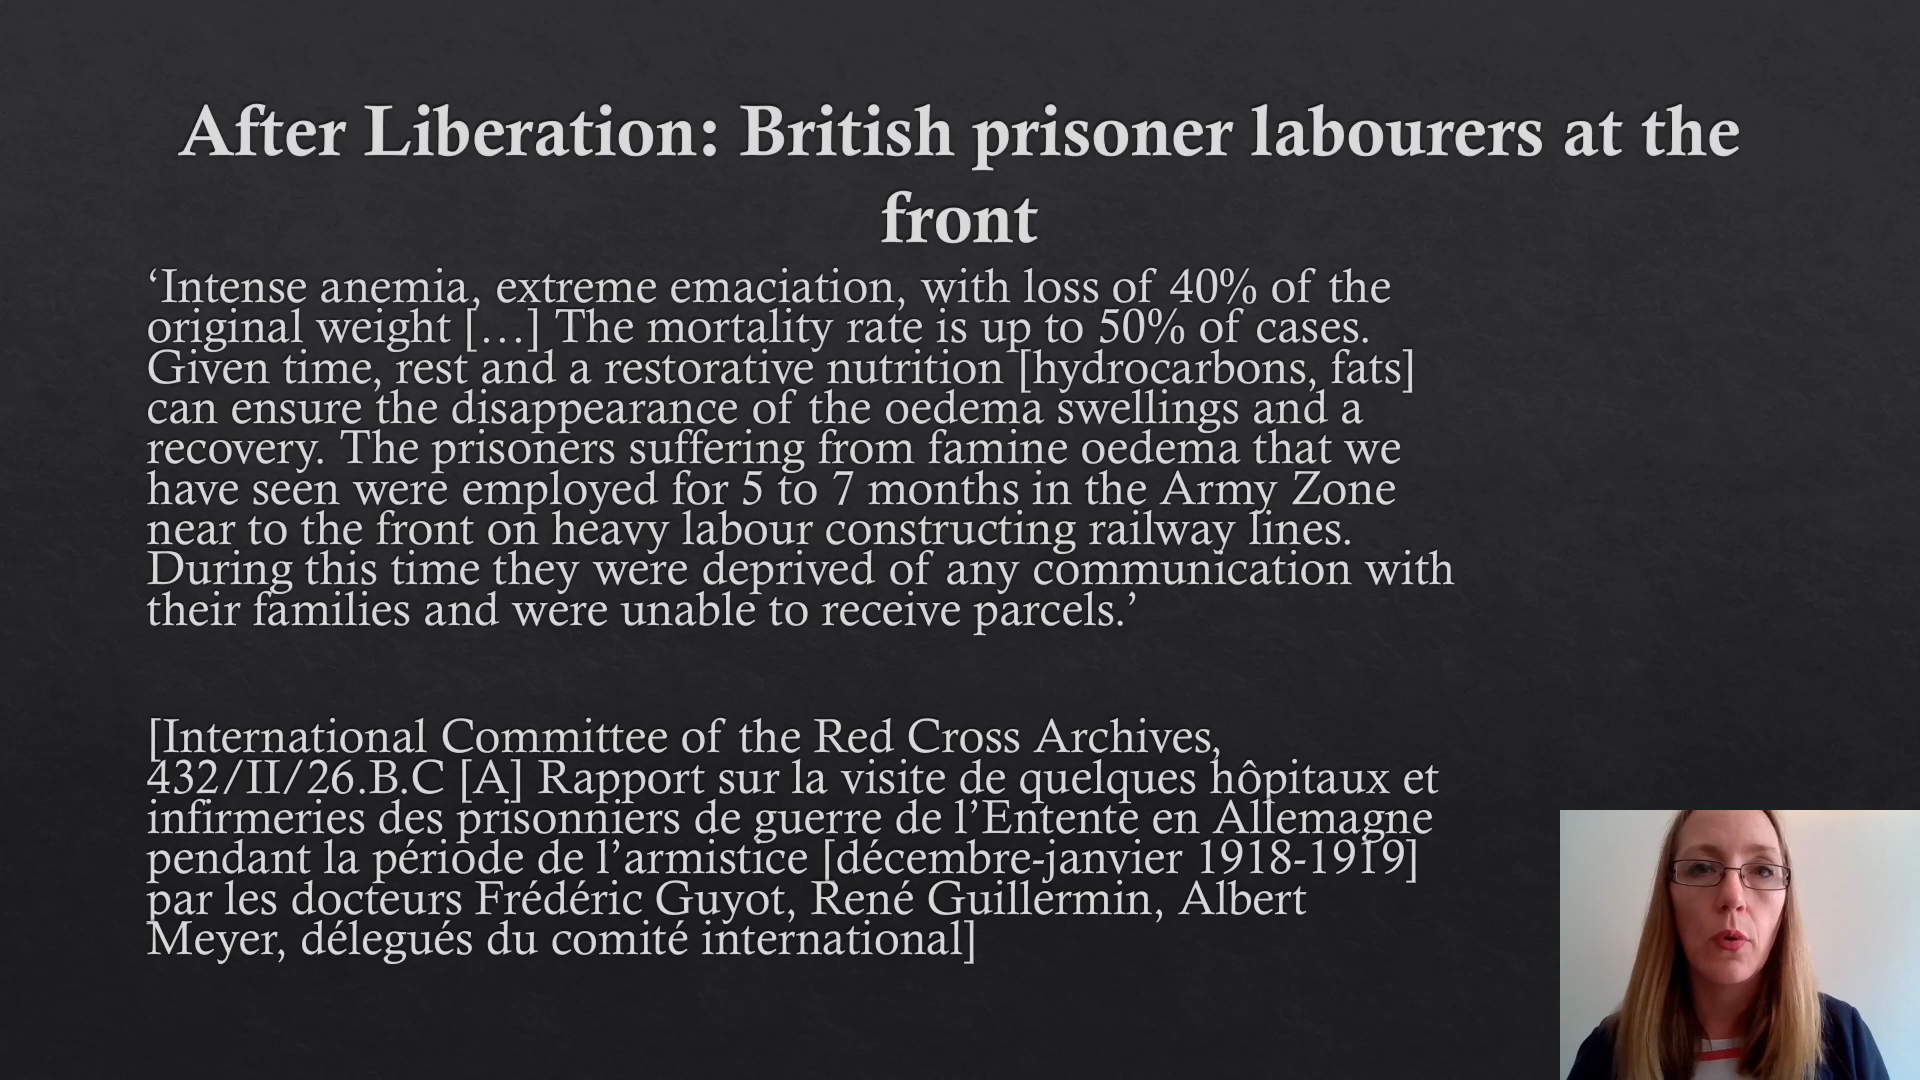 After Liberation: British prisoner labourers at the
front
‘Intense anemia, extreme emaciation, with loss of 40% of the
original weight […] The mortality rate is up to 50% of cases.
Given time, rest and a restorative nutrition [hydrocarbons, fats]
can ensure the disappearance of the oedema swellings and a
recovery. The prisoners suffering from famine oedema that we
have seen were employed for 5 to 7 months in the Army Zone
near to the front on heavy labour constructing railway lines.
During this time they were deprived of any communication with
their families and were unable to receive parcels.’
[International Committee of the Red Cross Archives,
432/II/26.B.C [A] Rapport sur la visite de quelques hôpitaux et
infirmeries des prisonniers de guerre de l’Entente en Allemagne
pendant la période de l’armistice [décembre-janvier 1918-1919]
par les docteurs Frédéric Guyot, René Guillermin, Albert
Meyer, délegués du comité international]